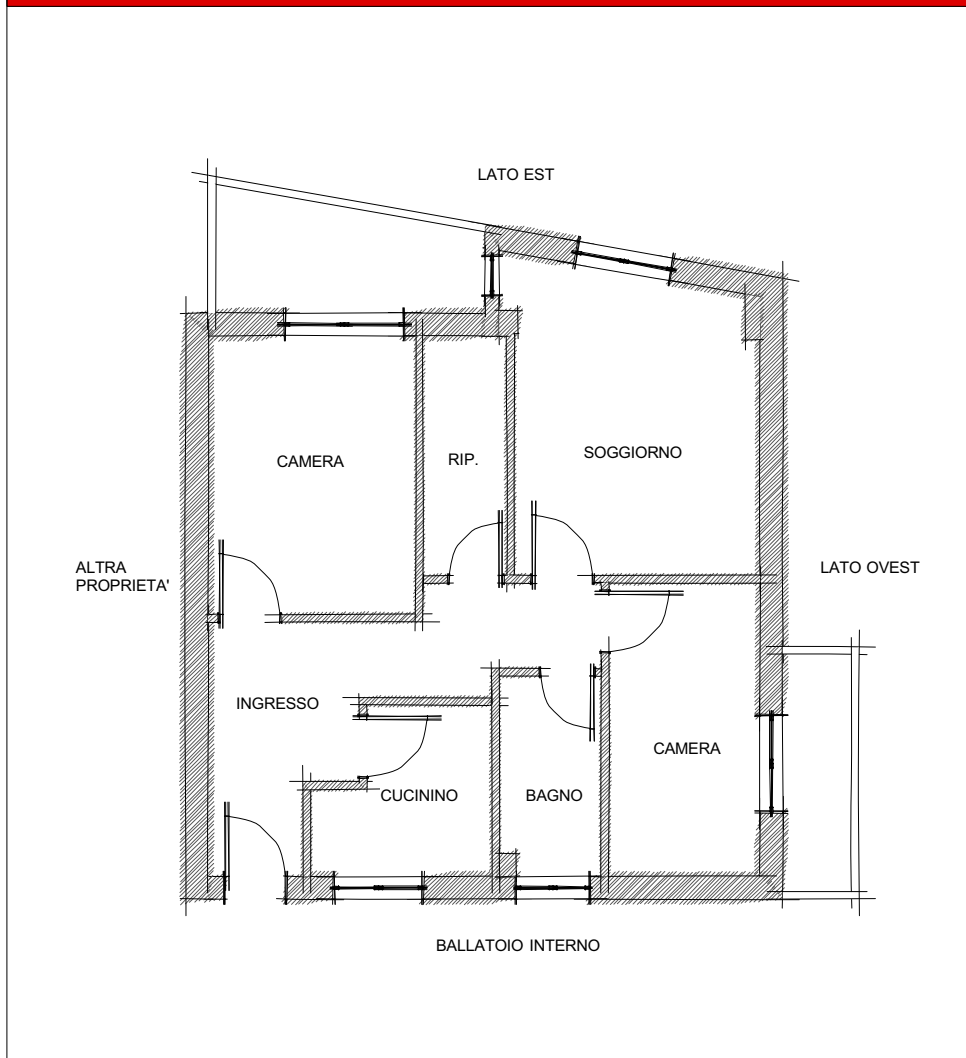 LATO EST
CAMERA
RIP.
SOGGIORNO
ALTRA
PROPRIETA'
LATO OVEST
INGRESSO
CAMERA
CUCININO
BAGNO
BALLATOIO INTERNO